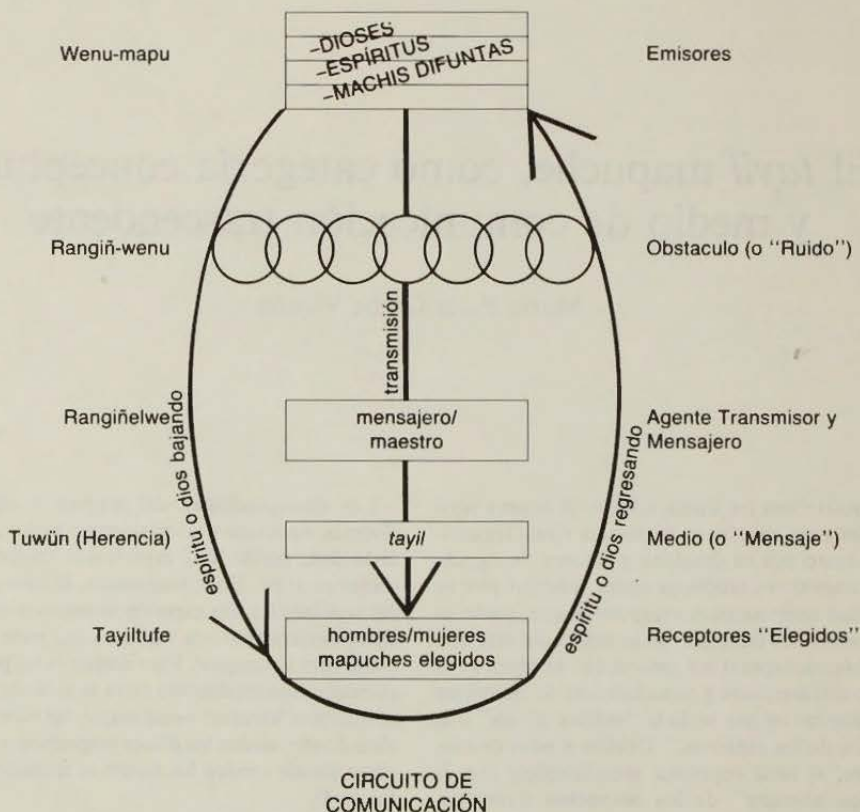 Wenu-mapu
-DIOSES
-ESPÍRITUS
-MACHIS DIFUNTAS
Emisores
Rangiñ-wenu
Obstaculo (o "Ruido")
transmisión
Rangiñelwe
mensajero/
maestro
Agente Transmisor y
Mensajero
espíritu o dios bajando
espíritu o dios regresando
Tuwün (Herencia)
tayil
Medio (o "Mensaje")
Tayiltufe
hombres/mujeres
mapuches elegidos
Receptores "Elegidos"
CIRCUITO DE
COMUNICACIÓN